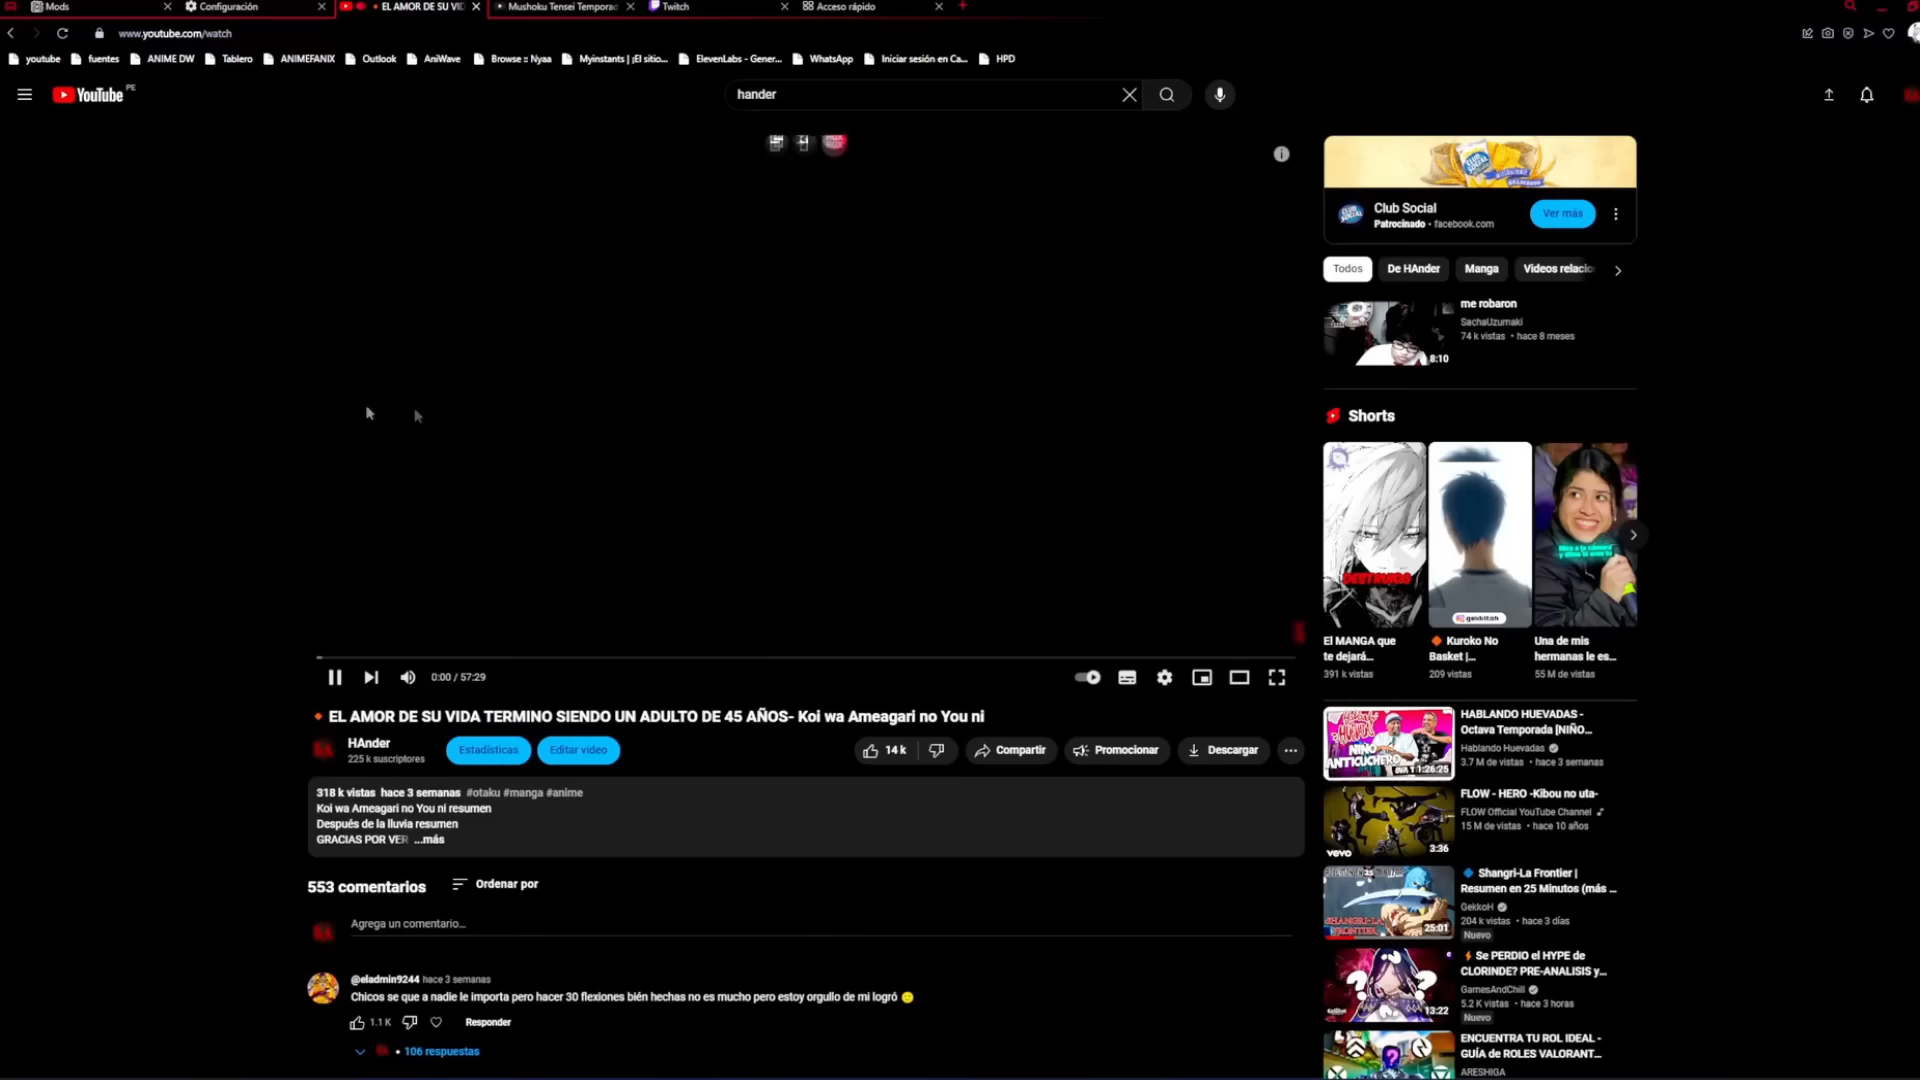 Mods
Configuración
EL AMOR DE SU VID
Mushoku Tensei Temporad
Twitch
Acceso rápido
www.youtube.com/watch
youtube
fuentes
ANIME DW
Tablero
ANIMEFANIX
Outlook
AniWave
Browse :: Nyaa
Myinstants | ¡El sitio...
ElevenLabs - Gener...
WhatsApp
Iniciar sesión en Ca...
HPD
YouTube PE
hander
Club Social
Patrocinado • facebook.com
Ver más
Todos
De HAnder
Manga
Videos relacio
me robaron
SachaUzumaki
74 k vistas • hace 8 meses
8:10
Shorts
DESTRUIDO
El MANGA que
te dejará...
391 k vistas
Kuroko No
Basket |...
209 vistas
Una de mis
hermanas le es...
55 M de vistas
0:00 / 57:29
EL AMOR DE SU VIDA TERMINO SIENDO UN ADULTO DE 45 AÑOS- Koi wa Ameagari no You ni
HAnder
225 k suscriptores
Estadísticas
Editar video
14 k
Compartir
Promocionar
Descargar
318 k vistas hace 3 semanas #otaku #manga #anime
Koi wa Ameagari no You ni resumen
Después de la lluvia resumen
GRACIAS POR VER ...más
553 comentarios
Ordenar por
Agrega un comentario...
@eladmin9244 hace 3 semanas
Chicos se que a nadie le importa pero hacer 30 flexiones bién hechas no es mucho pero estoy orgullo de mi logró
1.1 K
Responder
• 106 respuestas
NIÑO
ANTICUCHERO
1:26:25
HABLANDO HUEVADAS -
Octava Temporada [NIÑO...
Hablando Huevadas
3.7 M de vistas • hace 3 semanas
vevo
3:36
FLOW - HERO -Kibou no uta-
FLOW Official YouTube Channel
15 M de vistas • hace 10 años
SHANGRI-LA
FRONTIER
25:01
Shangri-La Frontier |
Resumen en 25 Minutos (más ...
GekkoH
204 k vistas • hace 3 días
Nuevo
13:22
Se PERDIO el HYPE de
CLORINDE? PRE-ANALISIS y...
GamesAndChill
5.2 K vistas • hace 3 horas
Nuevo
ENCUENTRA TU ROL IDEAL -
GUÍA de ROLES VALORANT...
ARESHIGA